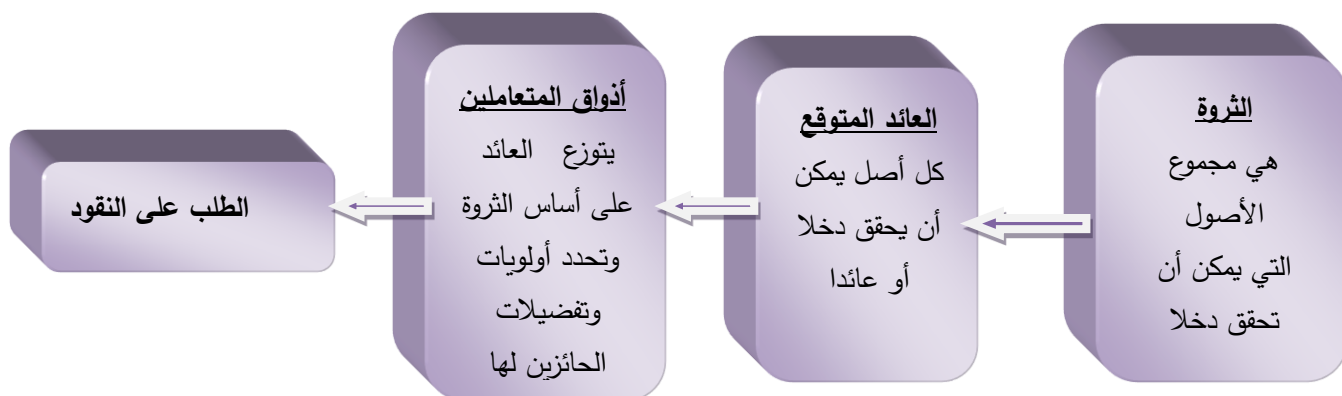 الثروة
هي مجموع
الأصول
التي يمكن أن
تحقق دخلا
العائد المتوقع
كل أصل يمكن
أن يحقق دخلا
أو عائدا
أذواق المتعاملين
يتوزع العائد
على أساس الثروة
وتحدد أولويات
وتفضيلات
الحائزين لها
الطلب على النقود